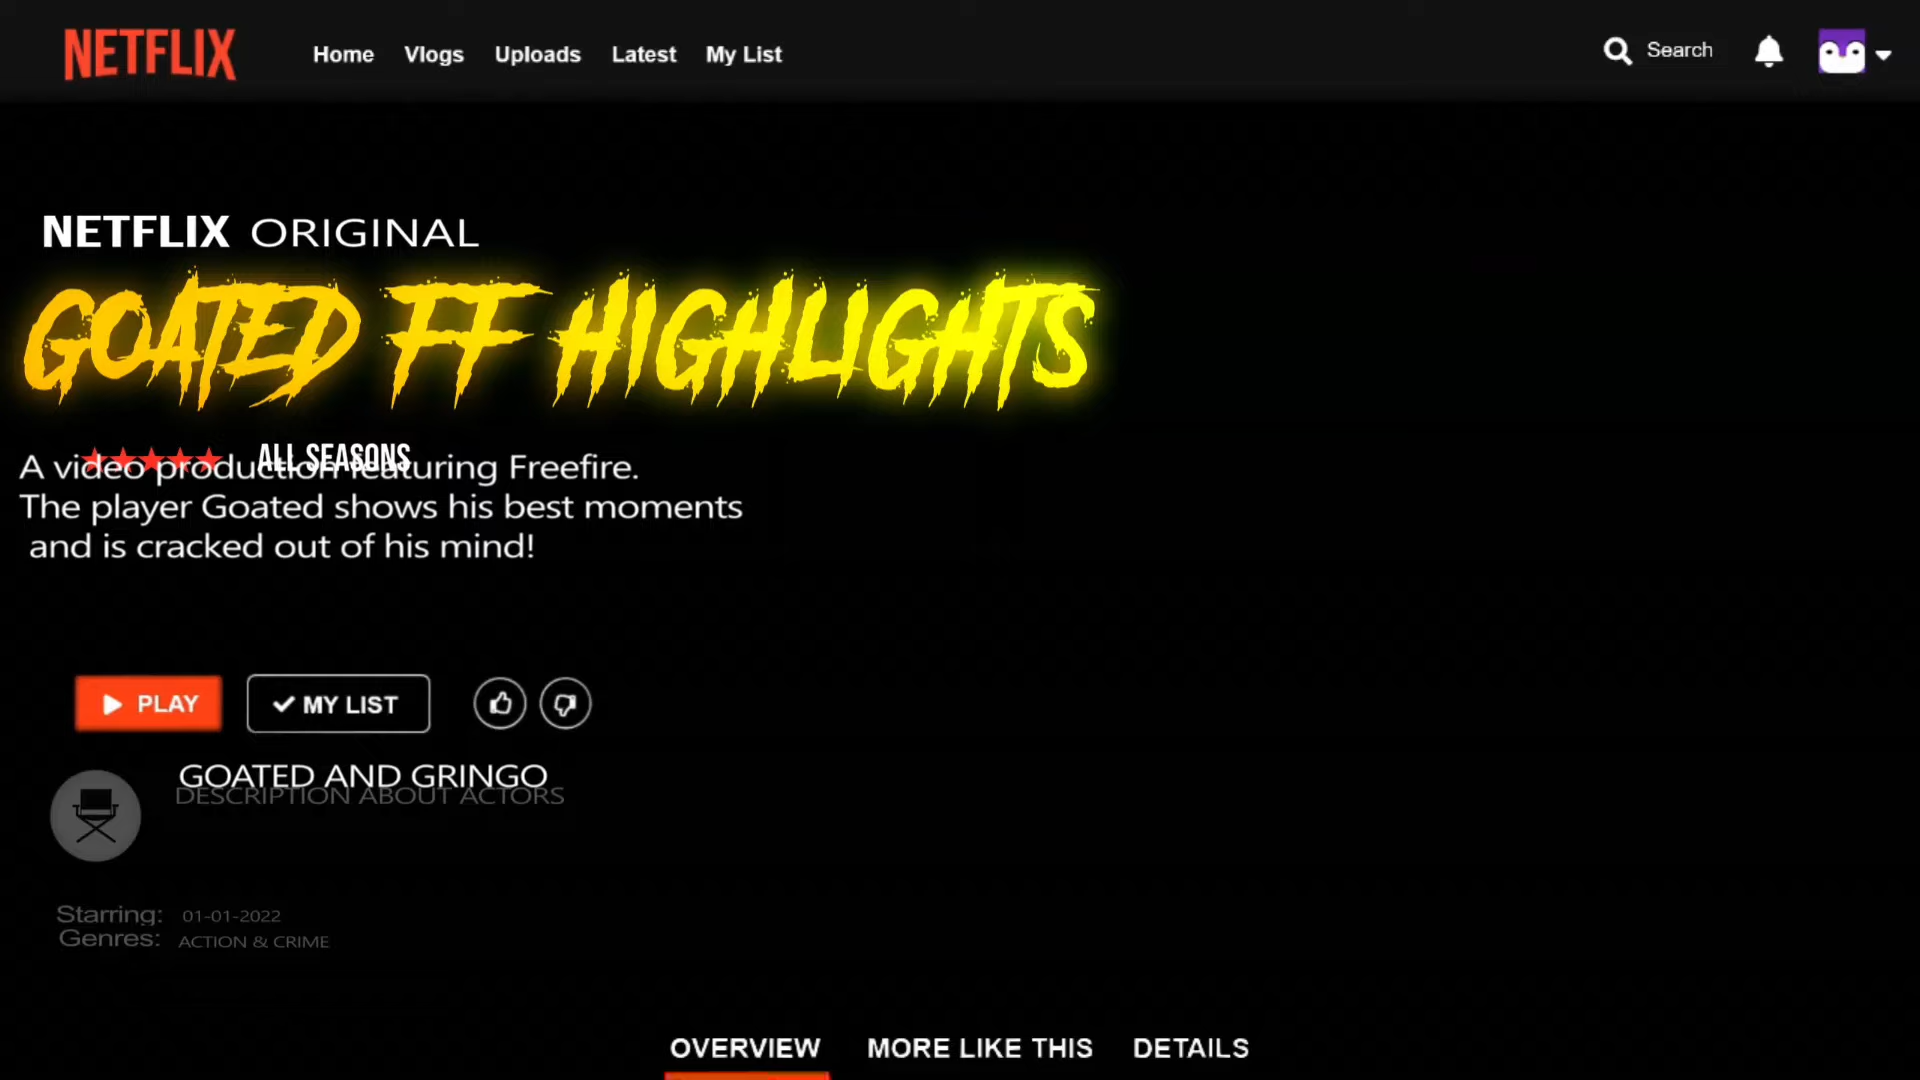 NETFLIX Home Vlogs Uploads Latest My List Search
NETFLIX ORIGINAL
GOATED FF HIGHLIGHTS
ALL SEASONS
A video production featuring Freefire.
The player Goated shows his best moments
and is cracked out of his mind!
PLAY MY LIST
GOATED AND GRINGO
DESCRIPTION ABOUT ACTORS
Starring: 01-01-2022
Genres: ACTION & CRIME
OVERVIEW MORE LIKE THIS DETAILS